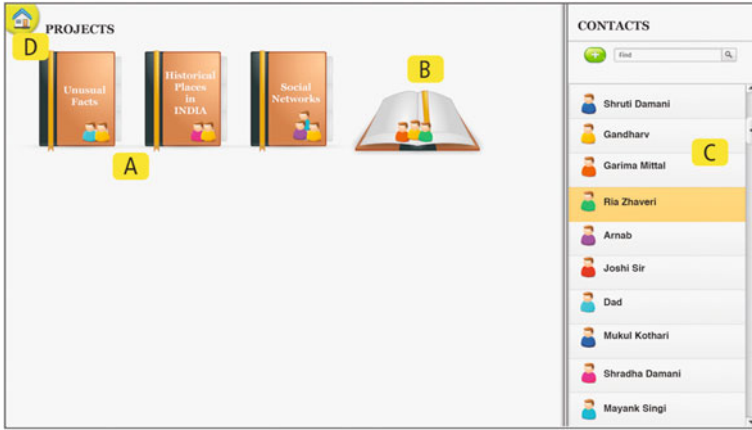 PROJECTS
D
Unusual
Facts
Historical
Places
in
INDIA
Social
Networks
B
A
CONTACTS
Find
Shruti Damani
Gandharv
C
Garima Mittal
Ria Zhaveri
Arnab
Joshi Sir
Dad
Mukul Kothari
Shradha Damani
Mayank Singi